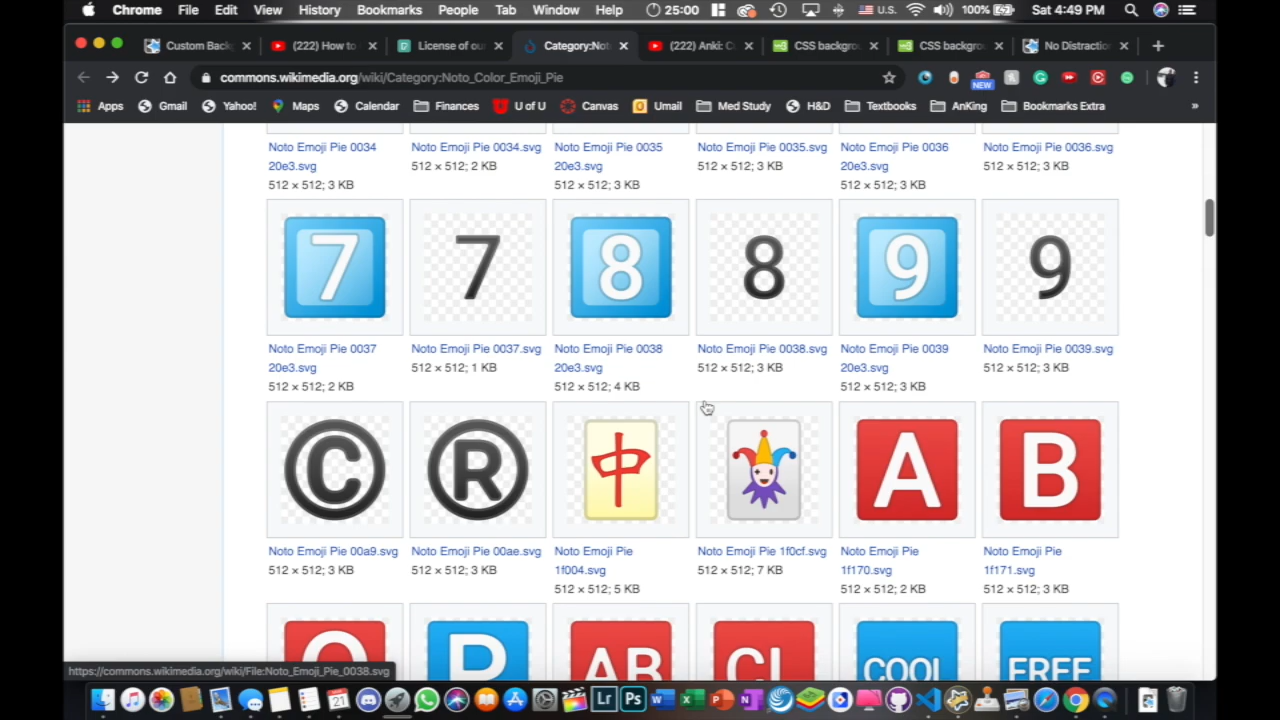 Chrome File Edit View History Bookmarks People Tab Window Help 25:00 U.S. 100% Sat 4:49 PM
Custom Back
(222) How to
License of ou
Category:Not
(222) Anki: C
CSS backgro
CSS backgro
No Distractio
commons.wikimedia.org/wiki/Category:Noto_Color_Emoji_Pie
NEW
Apps Gmail Yahoo! Maps Calendar Finances U of U Canvas Umail Med Study H&D Textbooks AnKing Bookmarks Extra »
Noto Emoji Pie 0034
20e3.svg
512 × 512; 3 KB
Noto Emoji Pie 0034.svg
512 × 512; 2 KB
Noto Emoji Pie 0035
20e3.svg
512 × 512; 3 KB
Noto Emoji Pie 0035.svg
512 × 512; 3 KB
Noto Emoji Pie 0036
20e3.svg
512 × 512; 3 KB
Noto Emoji Pie 0036.svg
512 × 512; 3 KB
7 7 8 8 9 9
Noto Emoji Pie 0037
20e3.svg
512 × 512; 2 KB
Noto Emoji Pie 0037.svg
512 × 512; 1 KB
Noto Emoji Pie 0038
20e3.svg
512 × 512; 4 KB
Noto Emoji Pie 0038.svg
512 × 512; 3 KB
Noto Emoji Pie 0039
20e3.svg
512 × 512; 3 KB
Noto Emoji Pie 0039.svg
512 × 512; 3 KB
© ® 中 A B
Noto Emoji Pie 00a9.svg
512 × 512; 3 KB
Noto Emoji Pie 00ae.svg
512 × 512; 3 KB
Noto Emoji Pie
1f004.svg
512 × 512; 5 KB
Noto Emoji Pie 1f0cf.svg
512 × 512; 7 KB
Noto Emoji Pie
1f170.svg
512 × 512; 2 KB
Noto Emoji Pie
1f171.svg
512 × 512; 3 KB
O P AB CL COOL FREE
https://commons.wikimedia.org/wiki/File:Noto_Emoji_Pie_0038.svg
21 Lr Ps